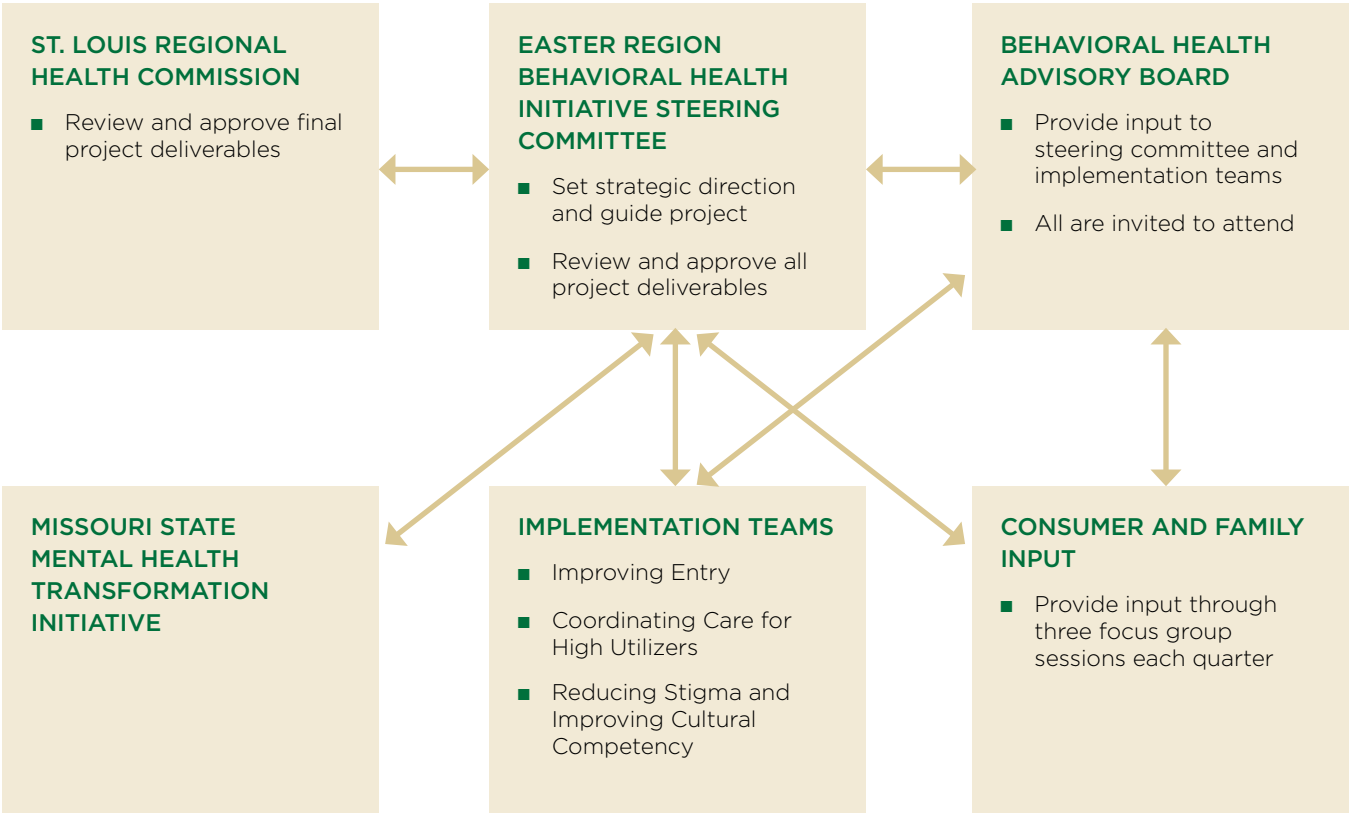 ST. LOUIS REGIONAL
HEALTH COMMISSION
■ Review and approve final
project deliverables
EASTER REGION
BEHAVIORAL HEALTH
INITIATIVE STEERING
COMMITTEE
■ Set strategic direction
and guide project
■ Review and approve all
project deliverables
BEHAVIORAL HEALTH
ADVISORY BOARD
■ Provide input to
steering committee and
implementation teams
■ All are invited to attend
MISSOURI STATE
MENTAL HEALTH
TRANSFORMATION
INITIATIVE
IMPLEMENTATION TEAMS
■ Improving Entry
■ Coordinating Care for
High Utilizers
■ Reducing Stigma and
Improving Cultural
Competency
CONSUMER AND FAMILY
INPUT
■ Provide input through
three focus group
sessions each quarter